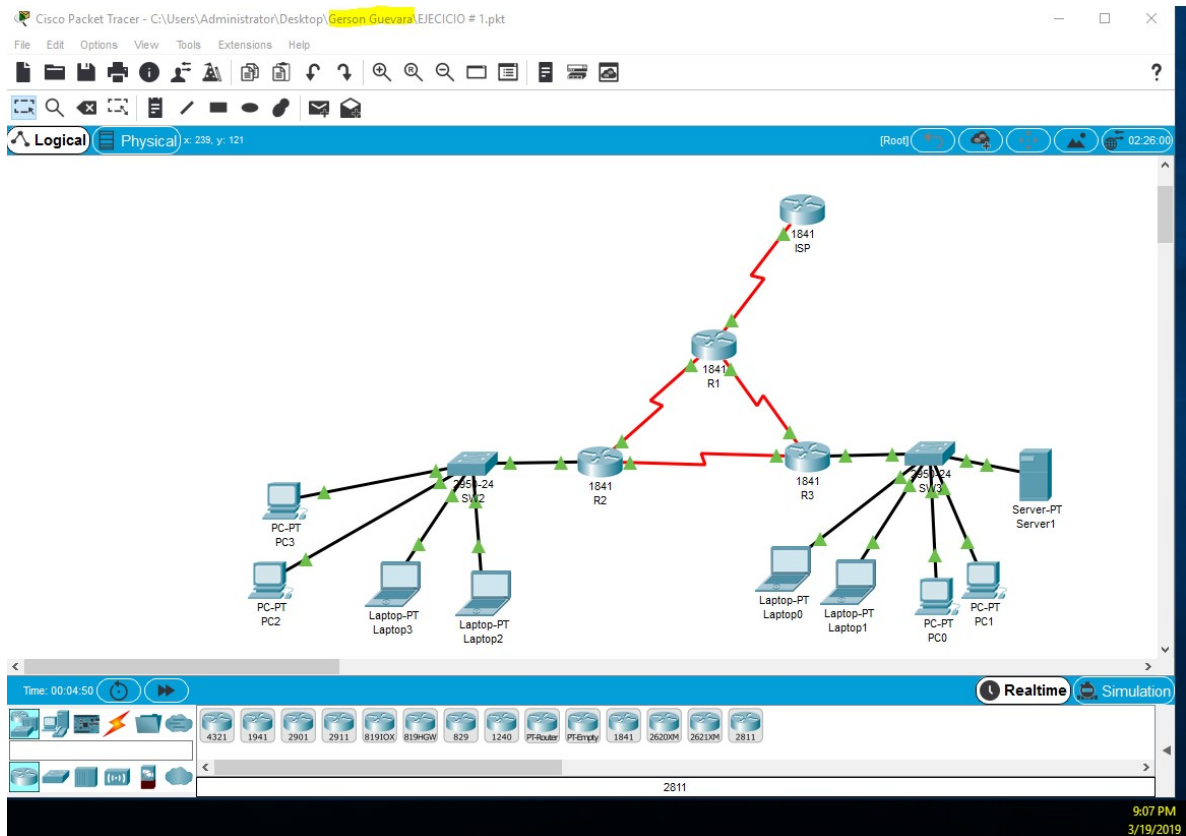 Cisco Packet Tracer - C:\Users\Administrator\Desktop\Gerson Guevara\EJECICIO # 1.pkt
File Edit Options View Tools Extensions Help
?
Logical Physical x: 239, y: 121 [Root] 02:26:00
1841
ISP
1841
R1
2950-24
SW2
1841
R2
1841
R3
2950-24
SW3
Server-PT
Server1
PC-PT
PC3
PC-PT
PC2
Laptop-PT
Laptop3
Laptop-PT
Laptop2
Laptop-PT
Laptop0
Laptop-PT
Laptop1
PC-PT
PC0
PC-PT
PC1
Time: 00:04:50 Realtime Simulation
4321 1941 2901 2911 819IOX 819HGW 829 1240 PT-Router PT-Empty 1841 2620XM 2621XM 2811
2811
9:07 PM
3/19/2019